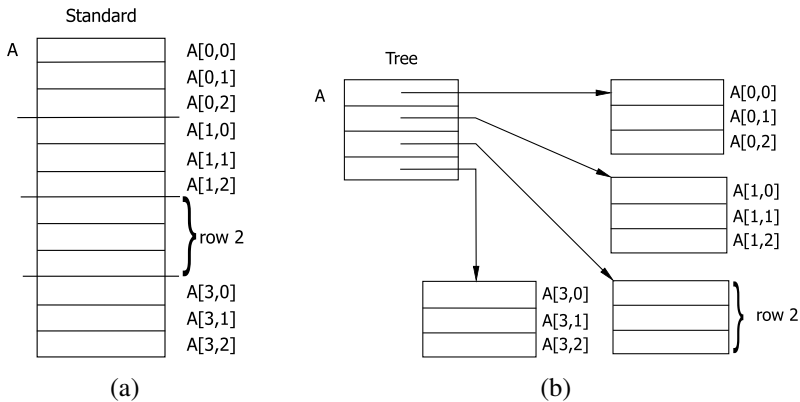 Standard
A
A[0,0]
A[0,1]
A[0,2]
A[1,0]
A[1,1]
A[1,2]
row 2
A[3,0]
A[3,1]
A[3,2]
(a)
Tree
A
A[0,0]
A[0,1]
A[0,2]
A[1,0]
A[1,1]
A[1,2]
A[3,0]
A[3,1]
A[3,2]
row 2
(b)